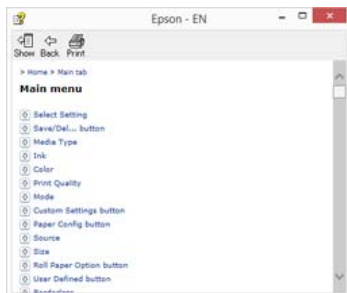 Epson - EN
Show Back Print
> Home > Main tab
Main menu
Select Setting
Save/Del... button
Media Type
Ink
Color
Print Quality
Mode
Custom Settings button
Paper Config button
Source
Size
Roll Paper Option button
User Defined button
Borderless